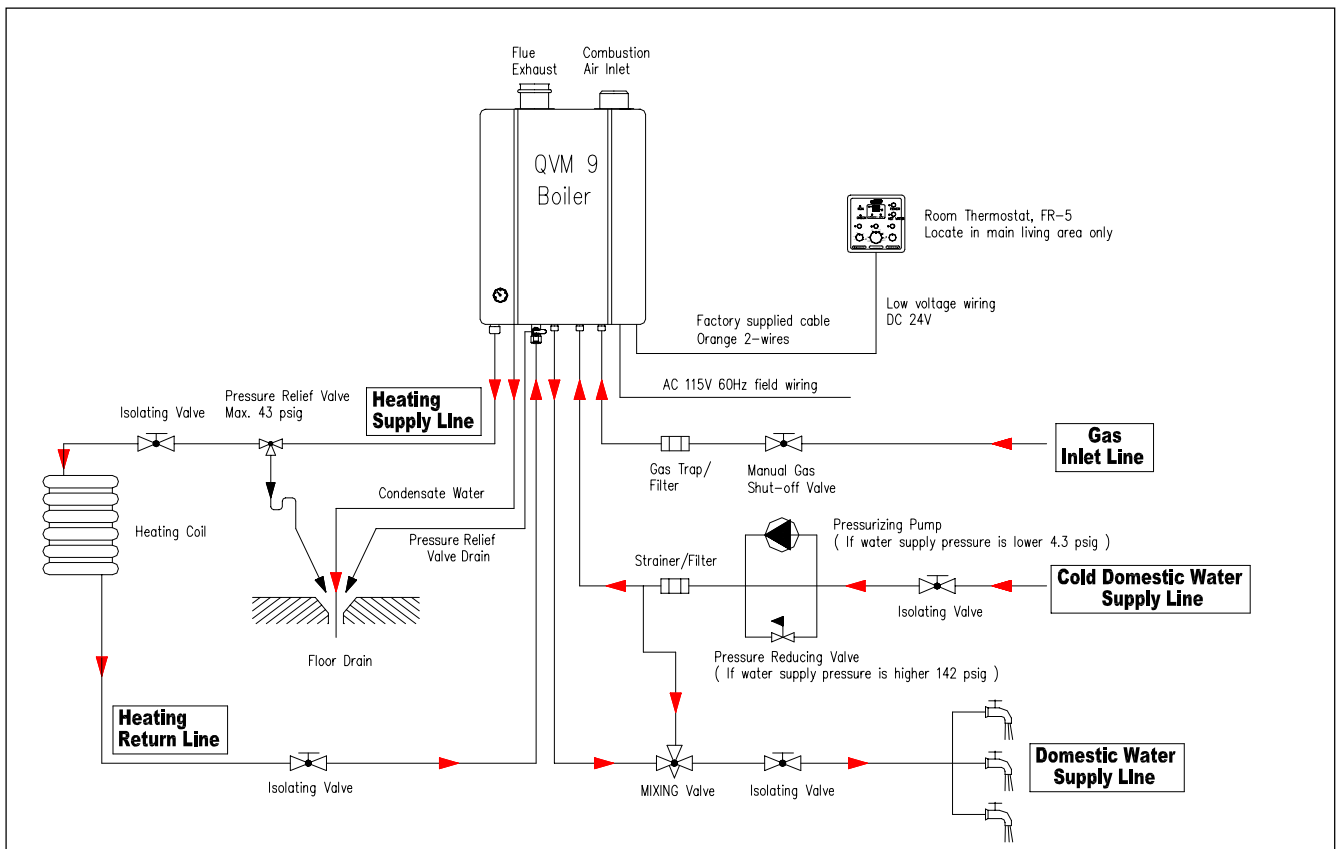 Flue
Exhaust
Combustion
Air Inlet
QVM 9
Boiler
Room Thermostat, FR-5
Locate in main living area only
Low voltage wiring
DC 24V
Factory supplied cable
Orange 2-wires
AC 115V 60Hz field wiring
Pressure Relief Valve
Max. 43 psig
Isolating Valve
Heating
Supply LIne
Gas
Inlet Line
Gas Trap/
Filter
Manual Gas
Shut-off Valve
Condensate Water
Heating Coil
Pressure Relief
Valve Drain
Pressurizing Pump
( If water supply pressure is lower 4.3 psig )
Strainer/Filter
Cold Domestic Water
Supply Line
Isolating Valve
Floor Drain
Pressure Reducing Valve
( If water supply pressure is higher 142 psig )
Heating
Return Line
Isolating Valve
MIXING Valve
Isolating Valve
Domestic Water
Supply LIne